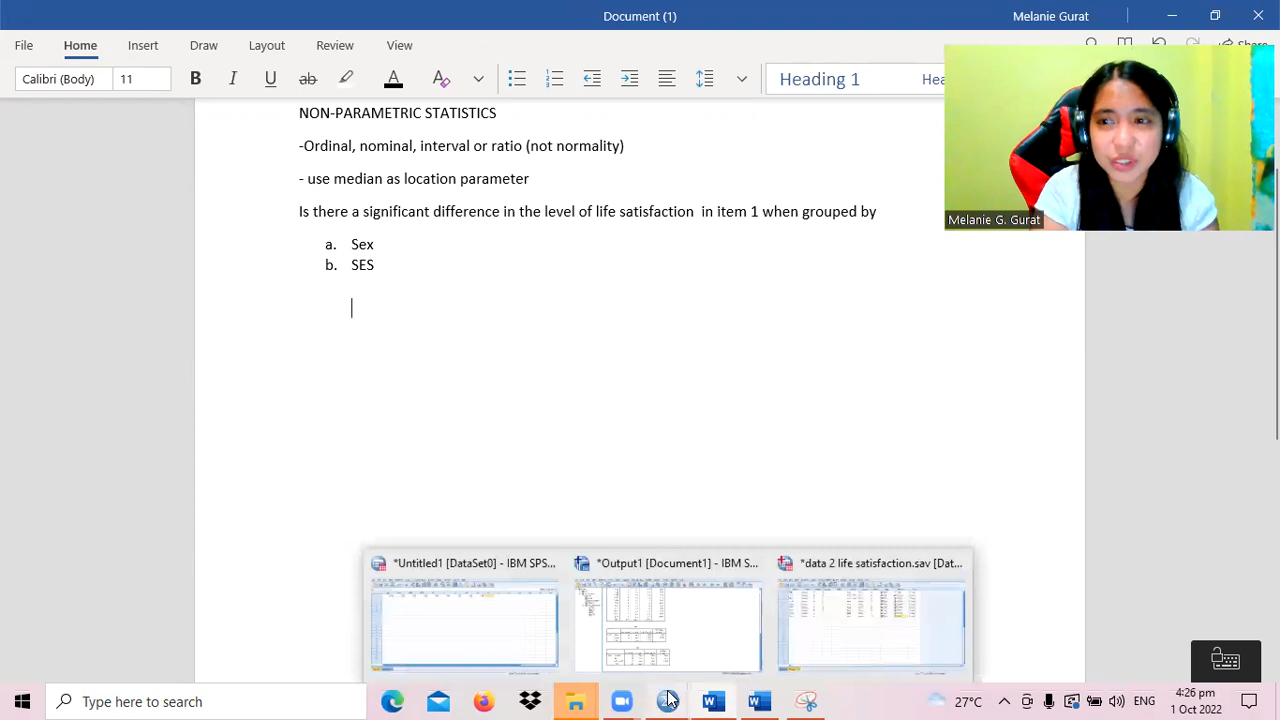 Document (1)
Melanie Gurat
File Home Insert Draw Layout Review View
Share
Calibri (Body) 11 B I U ab A A Heading 1 Hea
NON-PARAMETRIC STATISTICS
-Ordinal, nominal, interval or ratio (not normality)
- use median as location parameter
Is there a significant difference in the level of life satisfaction in item 1 when grouped by
a. Sex
b. SES
Melanie G. Gurat
*Untitled1 [DataSet0] - IBM SPS...
*Output1 [Document1] - IBM S...
*data 2 life satisfaction.sav [Dat...
Type here to search
27°C
ENG
4:26 pm
1 Oct 2022